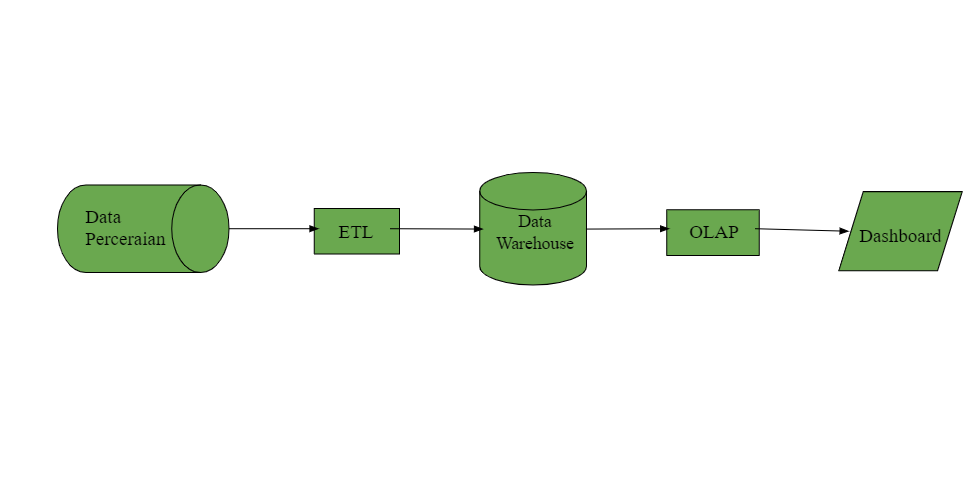 Data
Perceraian
ETL
Data
Warehouse
OLAP
Dashboard